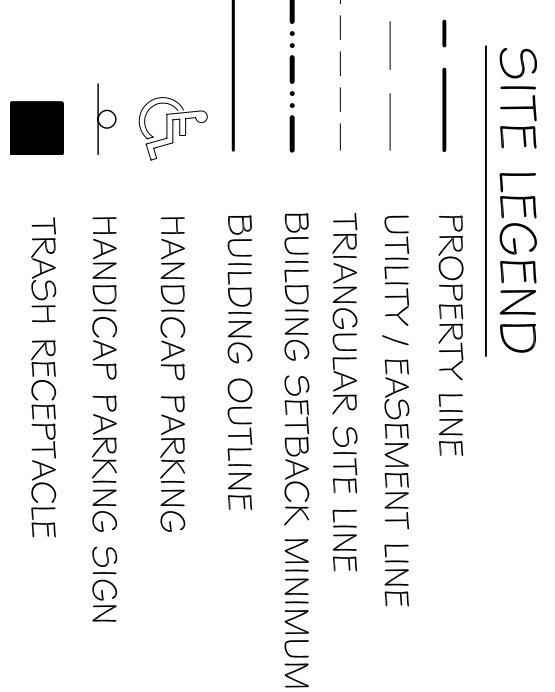 SITE LEGEND
PROPERTY LINE
UTILITY / EASEMENT LINE
TRIANGULAR SITE LINE
BUILDING SETBACK MINIMUM
BUILDING OUTLINE
HANDICAP PARKING
HANDICAP PARKING SIGN
TRASH RECEPTACLE